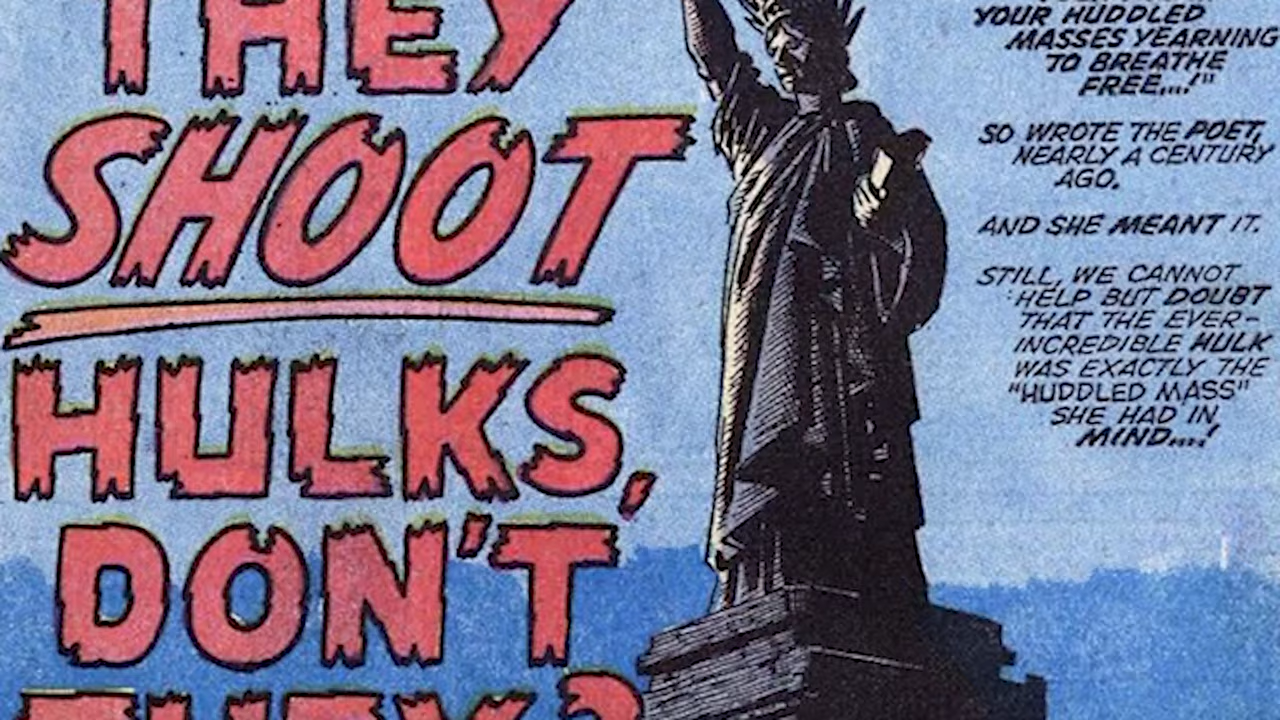 THEY
SHOOT
HULKS,
DON'T
THEY?
YOUR HUDDLED
MASSES YEARNING
TO BREATHE
FREE...!"
SO WROTE THE POET,
NEARLY A CENTURY
AGO.
AND SHE MEANT IT.
STILL, WE CANNOT
HELP BUT DOUBT
THAT THE EVER-
INCREDIBLE HULK
WAS EXACTLY THE
"HUDDLED MASS"
SHE HAD IN
MIND....!